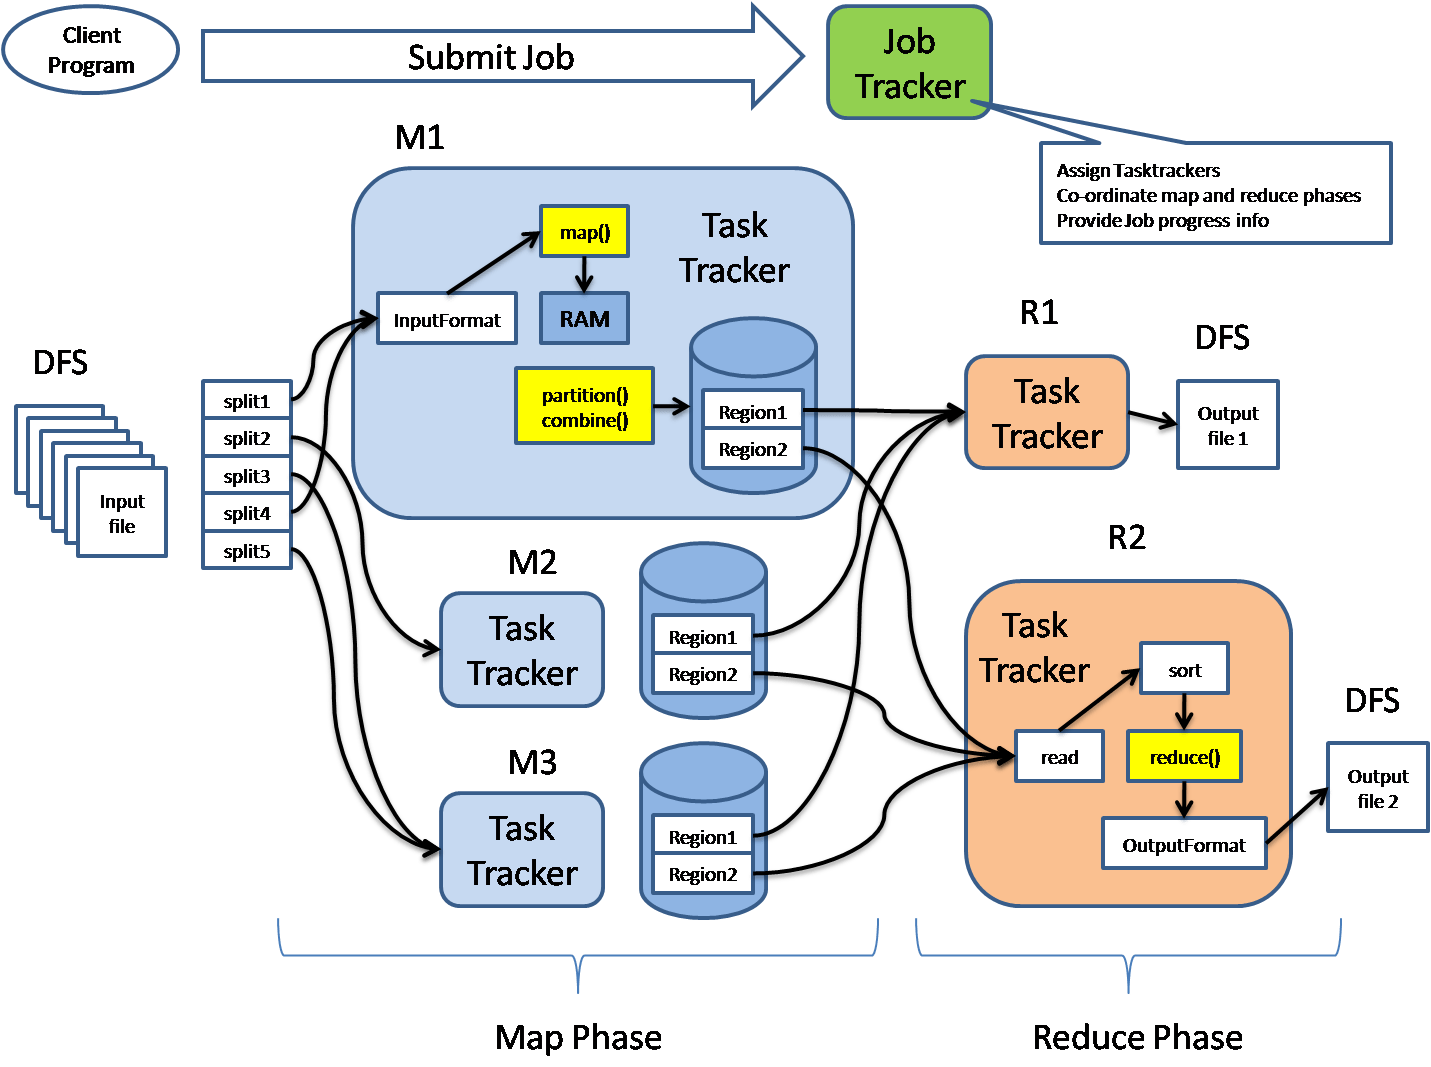 Client
Program
Submit Job
Job
Tracker
Assign Tasktrackers
Co-ordinate map and reduce phases
Provide Job progress info
M1
Task
Tracker
map()
InputFormat
RAM
partition()
combine()
Region1
Region2
DFS
Input
file
split1
split2
split3
split4
split5
M2
Task
Tracker
Region1
Region2
M3
Task
Tracker
Region1
Region2
R1
Task
Tracker
DFS
Output
file 1
R2
Task
Tracker
sort
read
reduce()
OutputFormat
DFS
Output
file 2
Map Phase
Reduce Phase